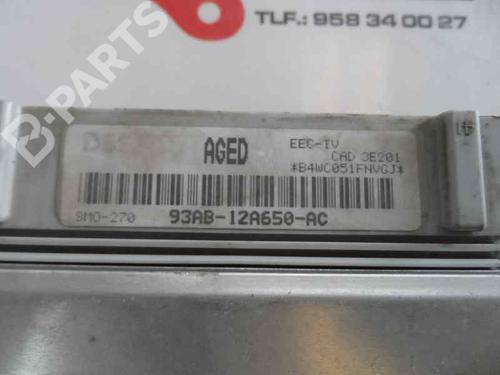 TLF.: 958 34 00 27
B-PARTS
AGED
EEC-IV
CAD 3E201
*B4WC051FNVGJ*
SMO-270
93AB-12A650-AC